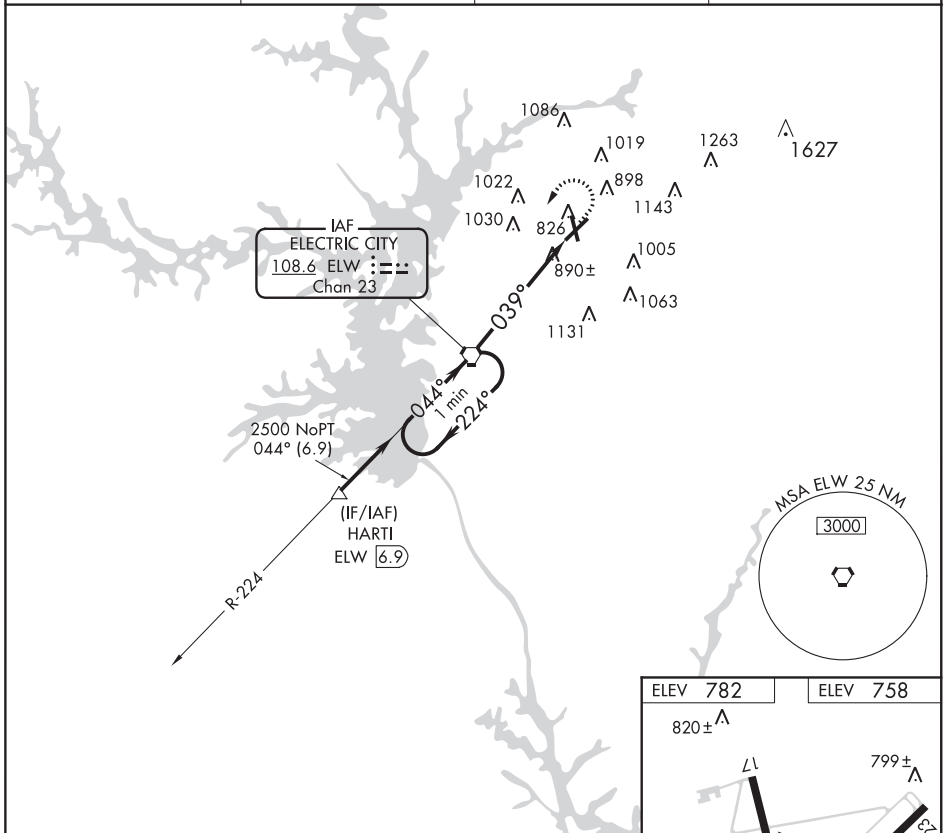 1086
1019
1263
1627
1022
898
1143
1030
826
IAF
ELECTRIC CITY
108.6 ELW
Chan 23
1005
890±
1063
039°
1131
044°
1 min
224°
2500 NoPT
044° (6.9)
(IF/IAF)
HARTI
ELW 6.9
R-224
MSA ELW 25 NM
3000
ELEV 782
ELEV 758
820±
17
799±
23